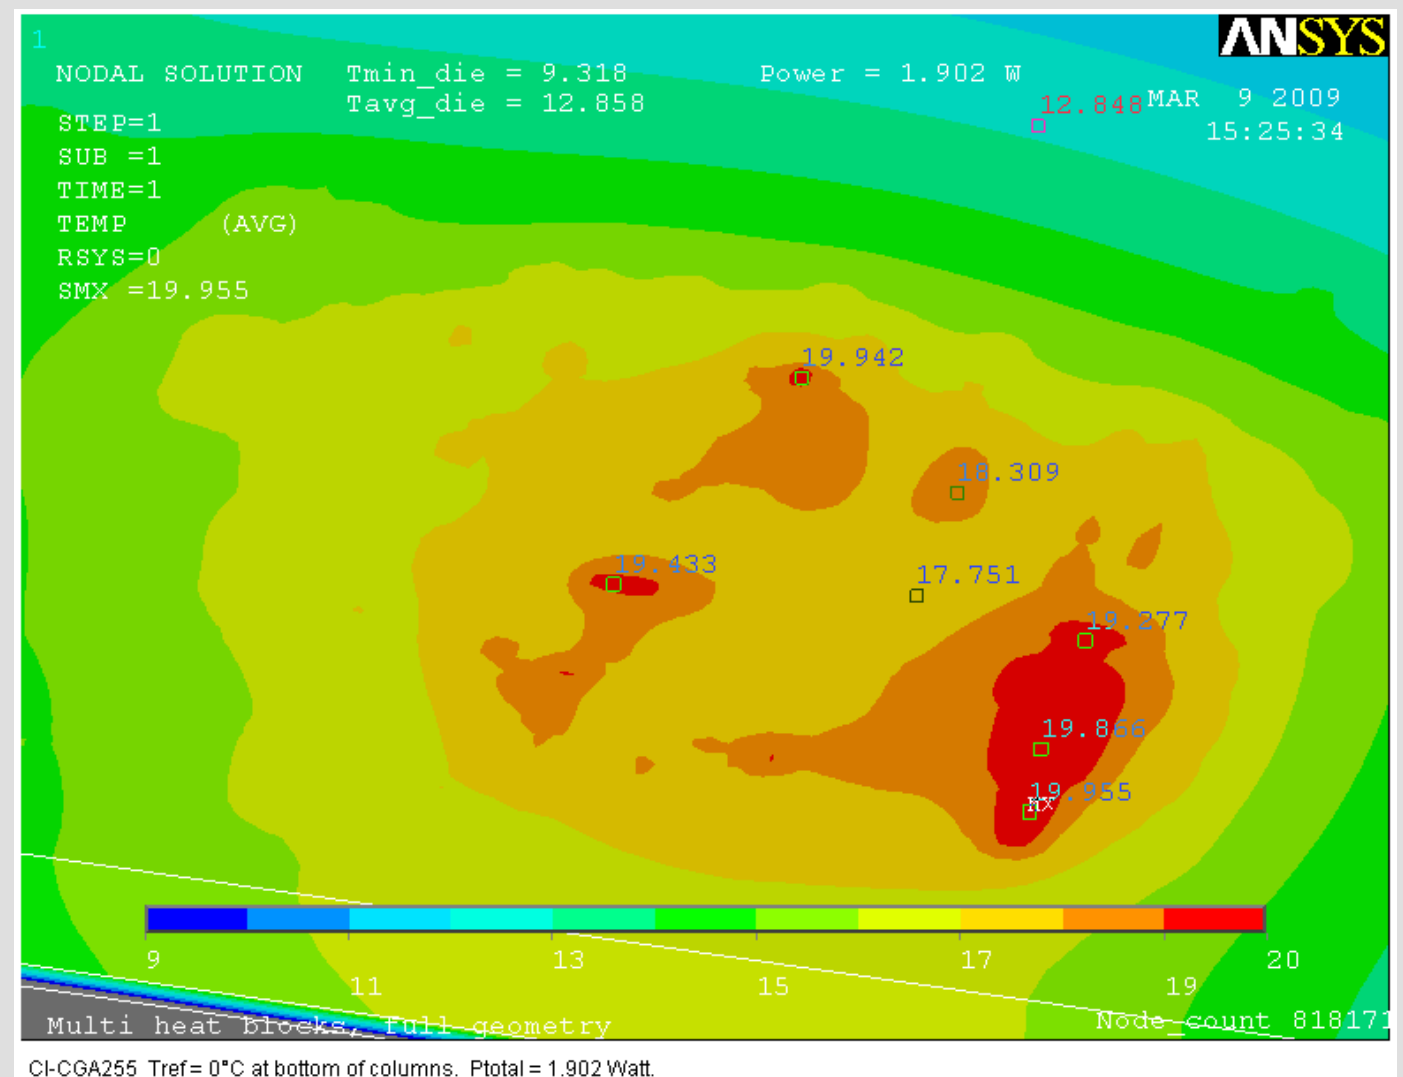 1
ANSYS
NODAL SOLUTION Tmin_die = 9.318 Power = 1.902 W
Tavg_die = 12.858
12.848 MAR 9 2009
15:25:34
STEP=1
SUB =1
TIME=1
TEMP (AVG)
RSYS=0
SMX =19.955
19.942
18.309
19.433
17.751
19.277
19.866
19.955
MX
9 13 17 20
11 15 19
Multi heat blocks, full geometry Node_count 818171
CI-CGA255 Tref = 0°C at bottom of columns. Ptotal = 1.902 Watt.